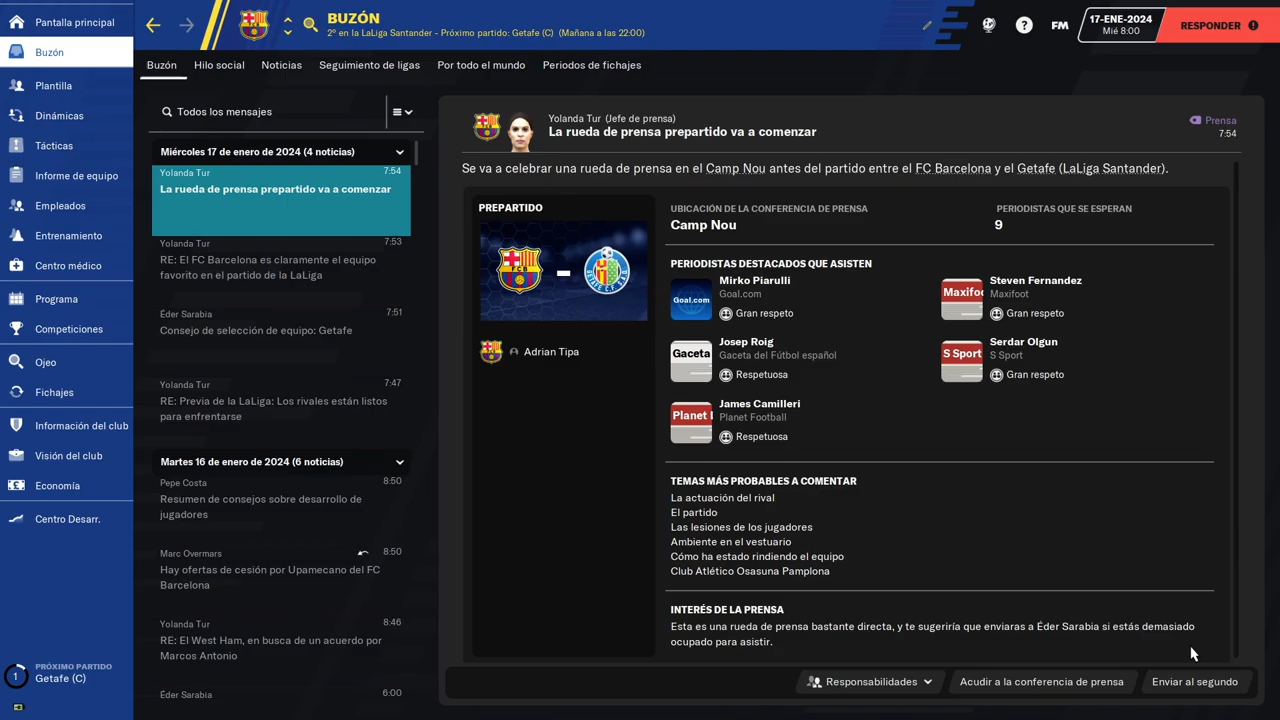 Pantalla principal
Buzón
Plantilla
Dinámicas
Tácticas
Informe de equipo
Empleados
Entrenamiento
Centro médico
Programa
Competiciones
Ojeo
Fichajes
Información del club
Visión del club
Economía
Centro Desarr.
1
PRÓXIMO PARTIDO
Getafe (C)
BUZÓN
2º en la LaLiga Santander - Próximo partido: Getafe (C) (Mañana a las 22:00)
FM
17-ENE-2024
Mié 8:00
RESPONDER
Buzón Hilo social Noticias Seguimiento de ligas Por todo el mundo Periodos de fichajes
Todos los mensajes
Miércoles 17 de enero de 2024 (4 noticias)
Yolanda Tur 7:54
La rueda de prensa prepartido va a comenzar
Yolanda Tur 7:53
RE: El FC Barcelona es claramente el equipo
favorito en el partido de la LaLiga
Éder Sarabia 7:51
Consejo de selección de equipo: Getafe
Yolanda Tur 7:47
RE: Previa de la LaLiga: Los rivales están listos
para enfrentarse
Martes 16 de enero de 2024 (6 noticias)
Pepe Costa 8:50
Resumen de consejos sobre desarrollo de
jugadores
Marc Overmars 8:50
Hay ofertas de cesión por Upamecano del FC
Barcelona
Yolanda Tur 8:46
RE: El West Ham, en busca de un acuerdo por
Marcos Antonio
Éder Sarabia 6:00
Yolanda Tur (Jefe de prensa)
La rueda de prensa prepartido va a comenzar
Prensa
7:54
Se va a celebrar una rueda de prensa en el Camp Nou antes del partido entre el FC Barcelona y el Getafe (LaLiga Santander).
PREPARTIDO
Adrian Tipa
UBICACIÓN DE LA CONFERENCIA DE PRENSA
Camp Nou
PERIODISTAS QUE SE ESPERAN
9
PERIODISTAS DESTACADOS QUE ASISTEN
Goal.com
Mirko Piarulli
Goal.com
Gran respeto
Maxifoo
Steven Fernandez
Maxifoot
Gran respeto
Gaceta
Josep Roig
Gaceta del Fútbol español
Respetuosa
S Sport
Serdar Olgun
S Sport
Gran respeto
Planet
James Camilleri
Planet Football
Respetuosa
TEMAS MÁS PROBABLES A COMENTAR
La actuación del rival
El partido
Las lesiones de los jugadores
Ambiente en el vestuario
Cómo ha estado rindiendo el equipo
Club Atlético Osasuna Pamplona
INTERÉS DE LA PRENSA
Esta es una rueda de prensa bastante directa, y te sugeriría que enviaras a Éder Sarabia si estás demasiado
ocupado para asistir.
Responsabilidades
Acudir a la conferencia de prensa
Enviar al segundo